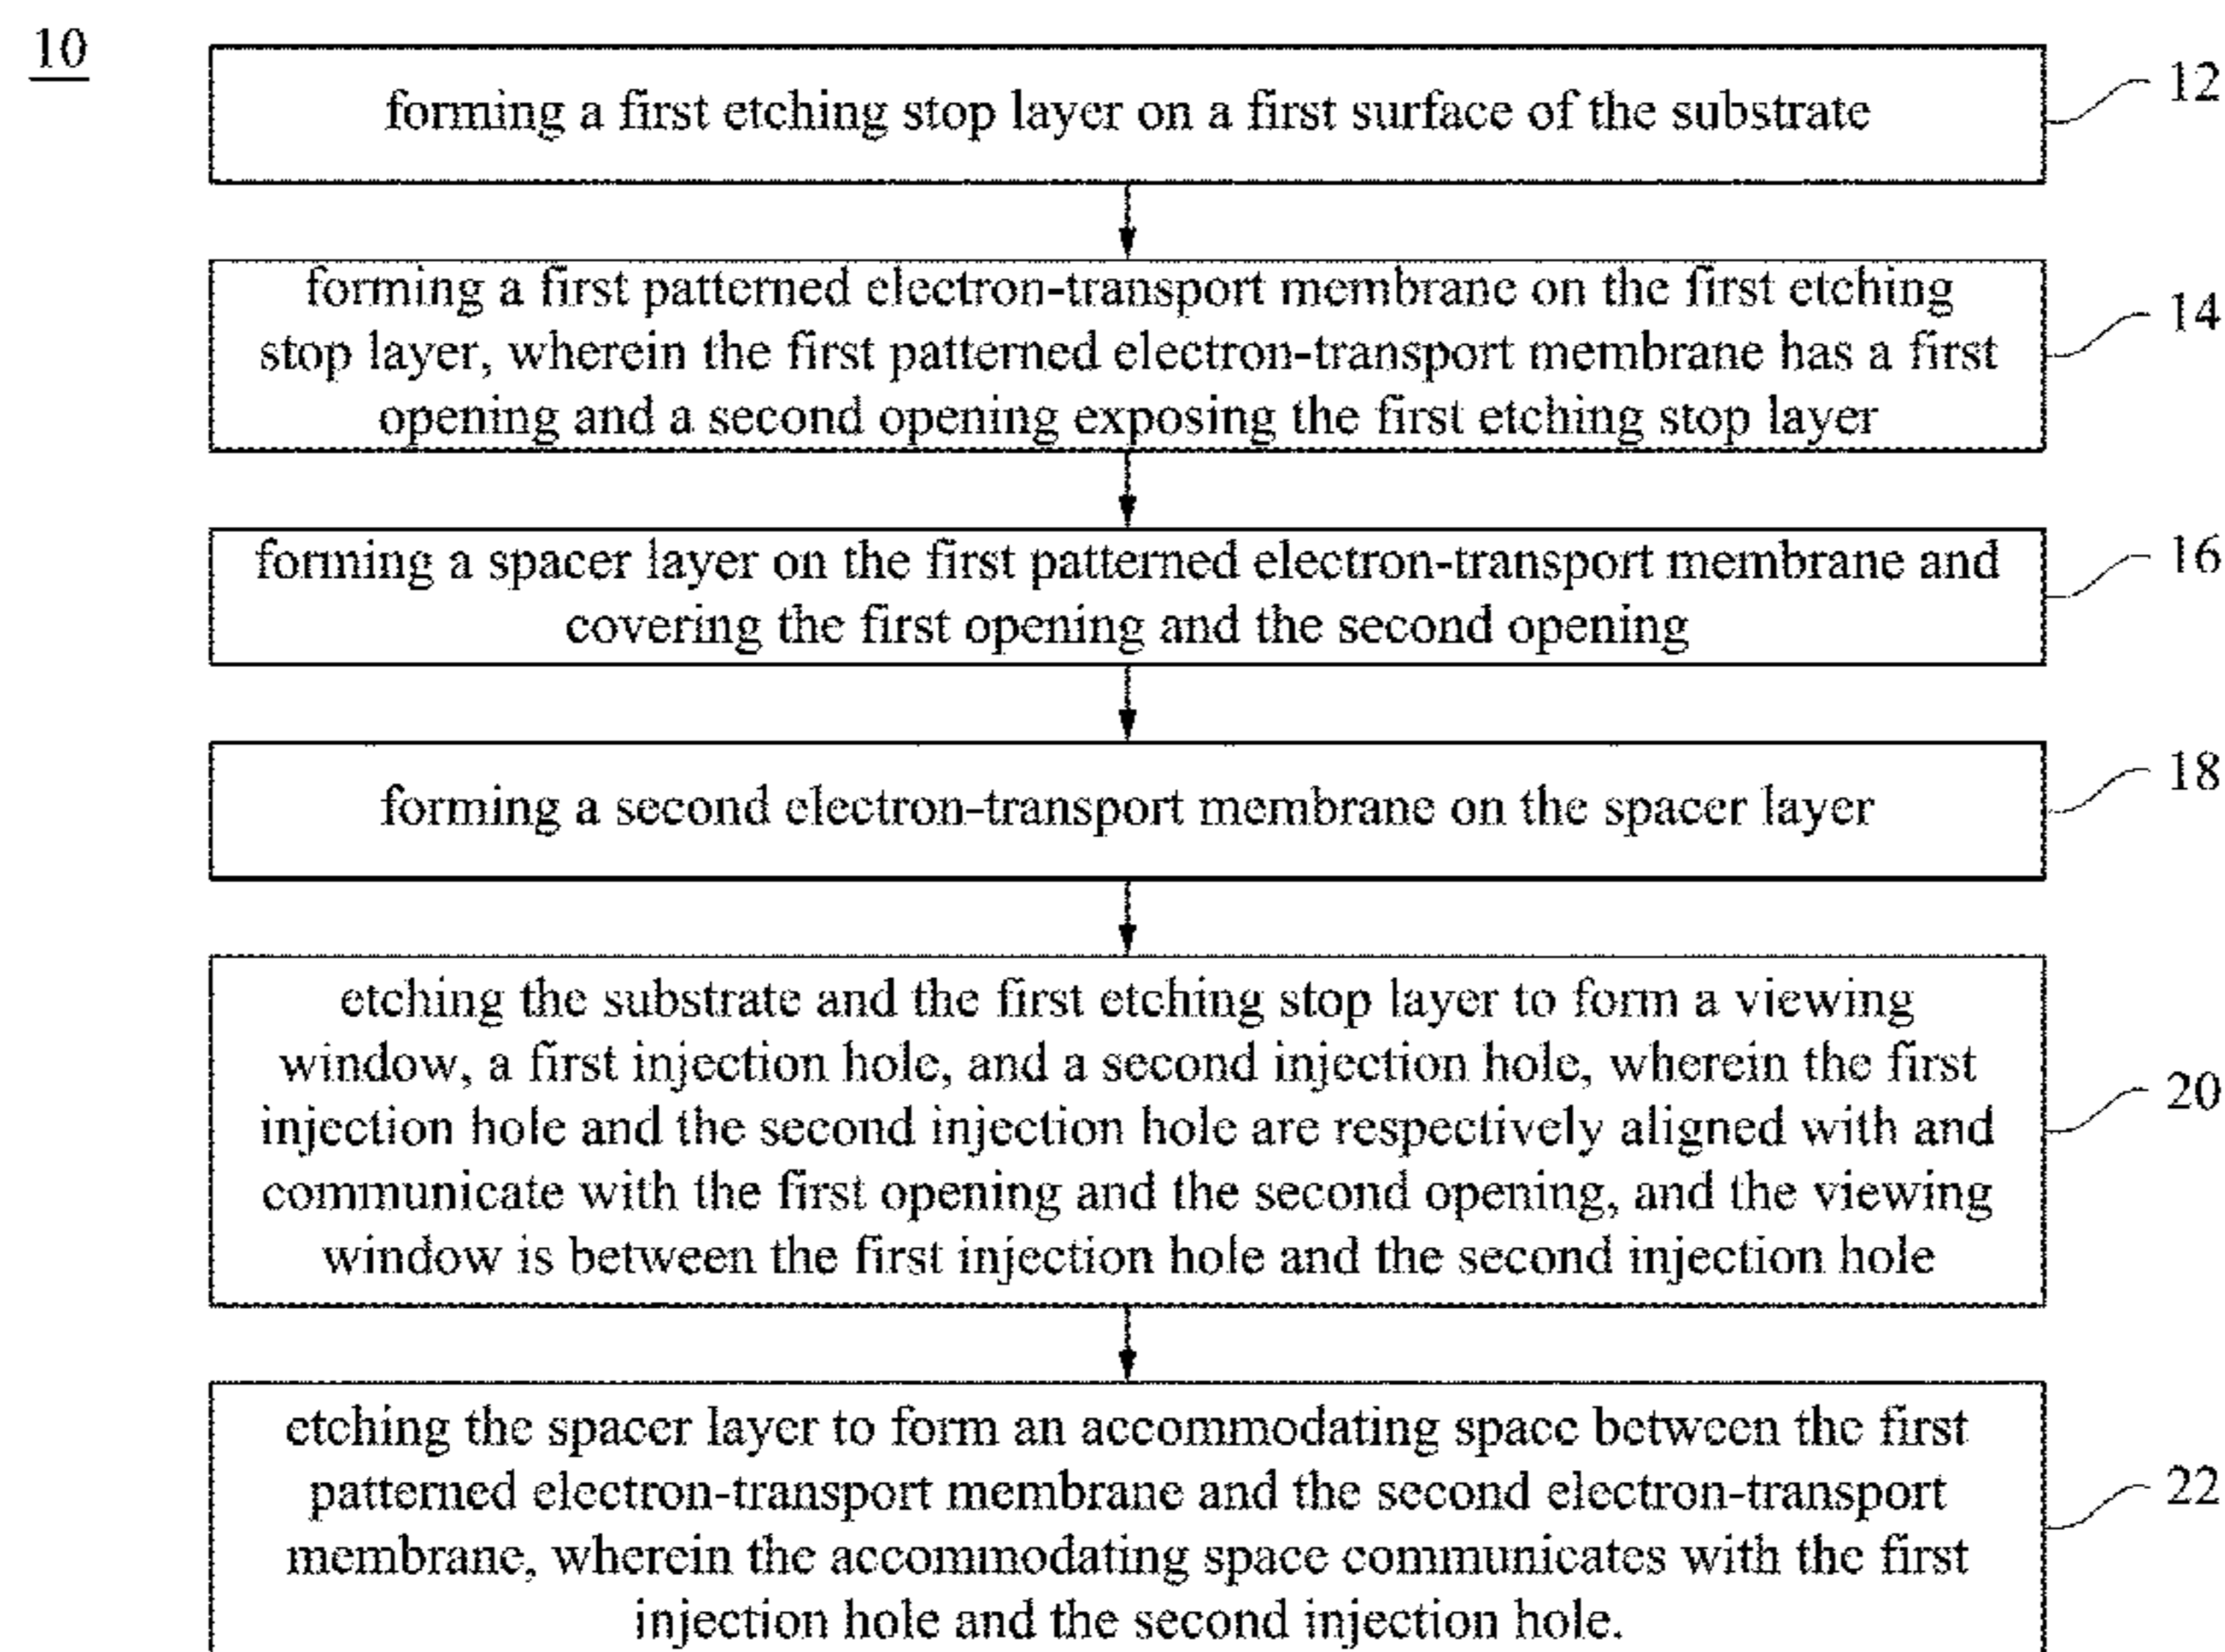 10
forming a first etching stop layer on a first surface of the substrate
12
forming a first patterned electron-transport membrane on the first etching
stop layer, wherein the first patterned electron-transport membrane has a first
opening and a second opening exposing the first etching stop layer
14
forming a spacer layer on the first patterned electron-transport membrane and
covering the first opening and the second opening
16
forming a second electron-transport membrane on the spacer layer
18
etching the substrate and the first etching stop layer to form a viewing
window, a first injection hole, and a second injection hole, wherein the first
injection hole and the second injection hole are respectively aligned with and
communicate with the first opening and the second opening, and the viewing
window is between the first injection hole and the second injection hole
20
etching the spacer layer to form an accommodating space between the first
patterned electron-transport membrane and the second electron-transport
membrane, wherein the accommodating space communicates with the first
injection hole and the second injection hole.
22